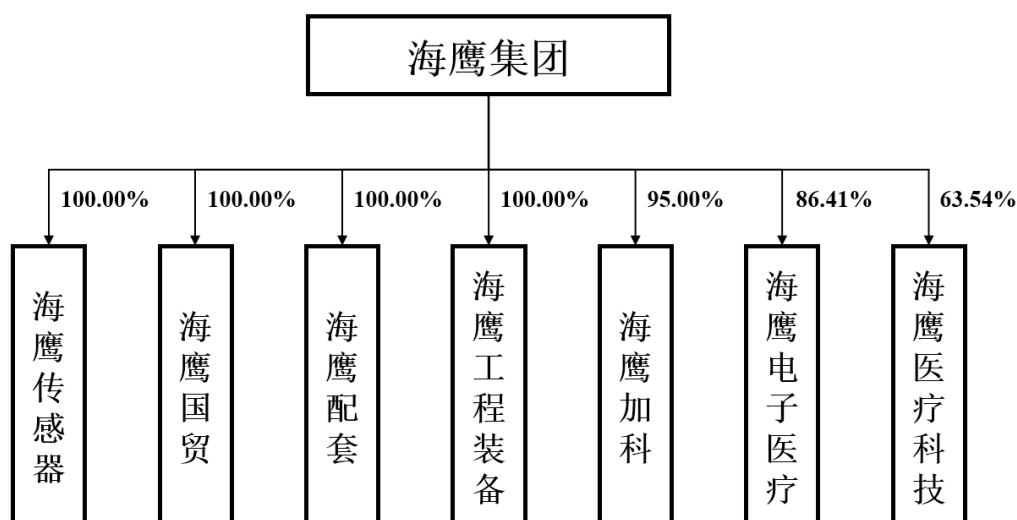 海鹰集团
100.00%
100.00%
100.00%
100.00%
95.00%
86.41%
63.54%
海鹰传感器
海鹰国贸
海鹰配套
海鹰工程装备
海鹰加科
海鹰电子医疗
海鹰医疗科技